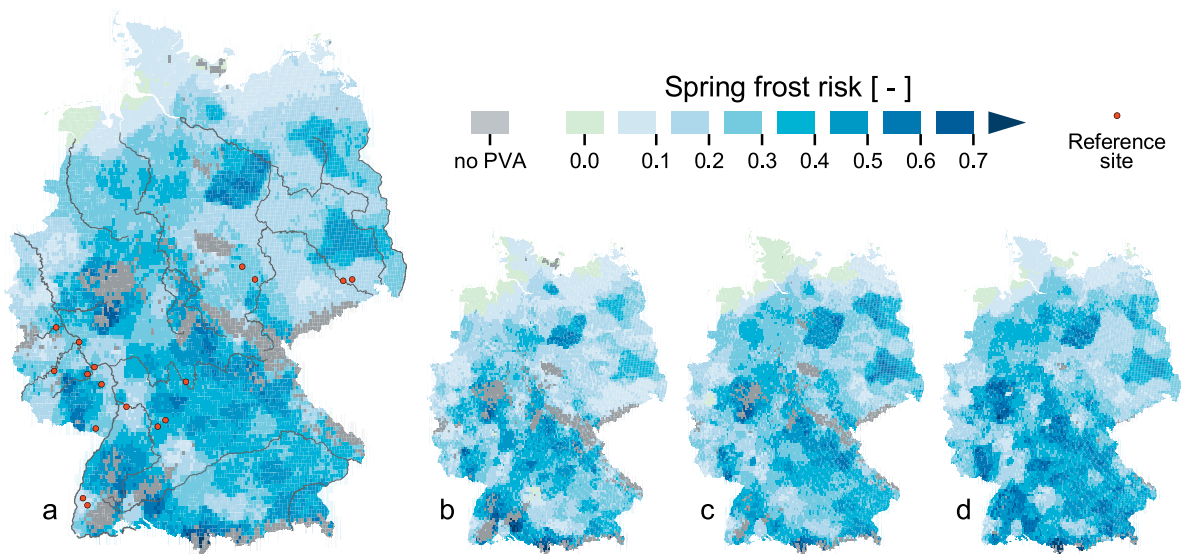 Spring frost risk [ - ]
no PVA
0.0
0.1
0.2
0.3
0.4
0.5
0.6
0.7
Reference
site
a
b
c
d